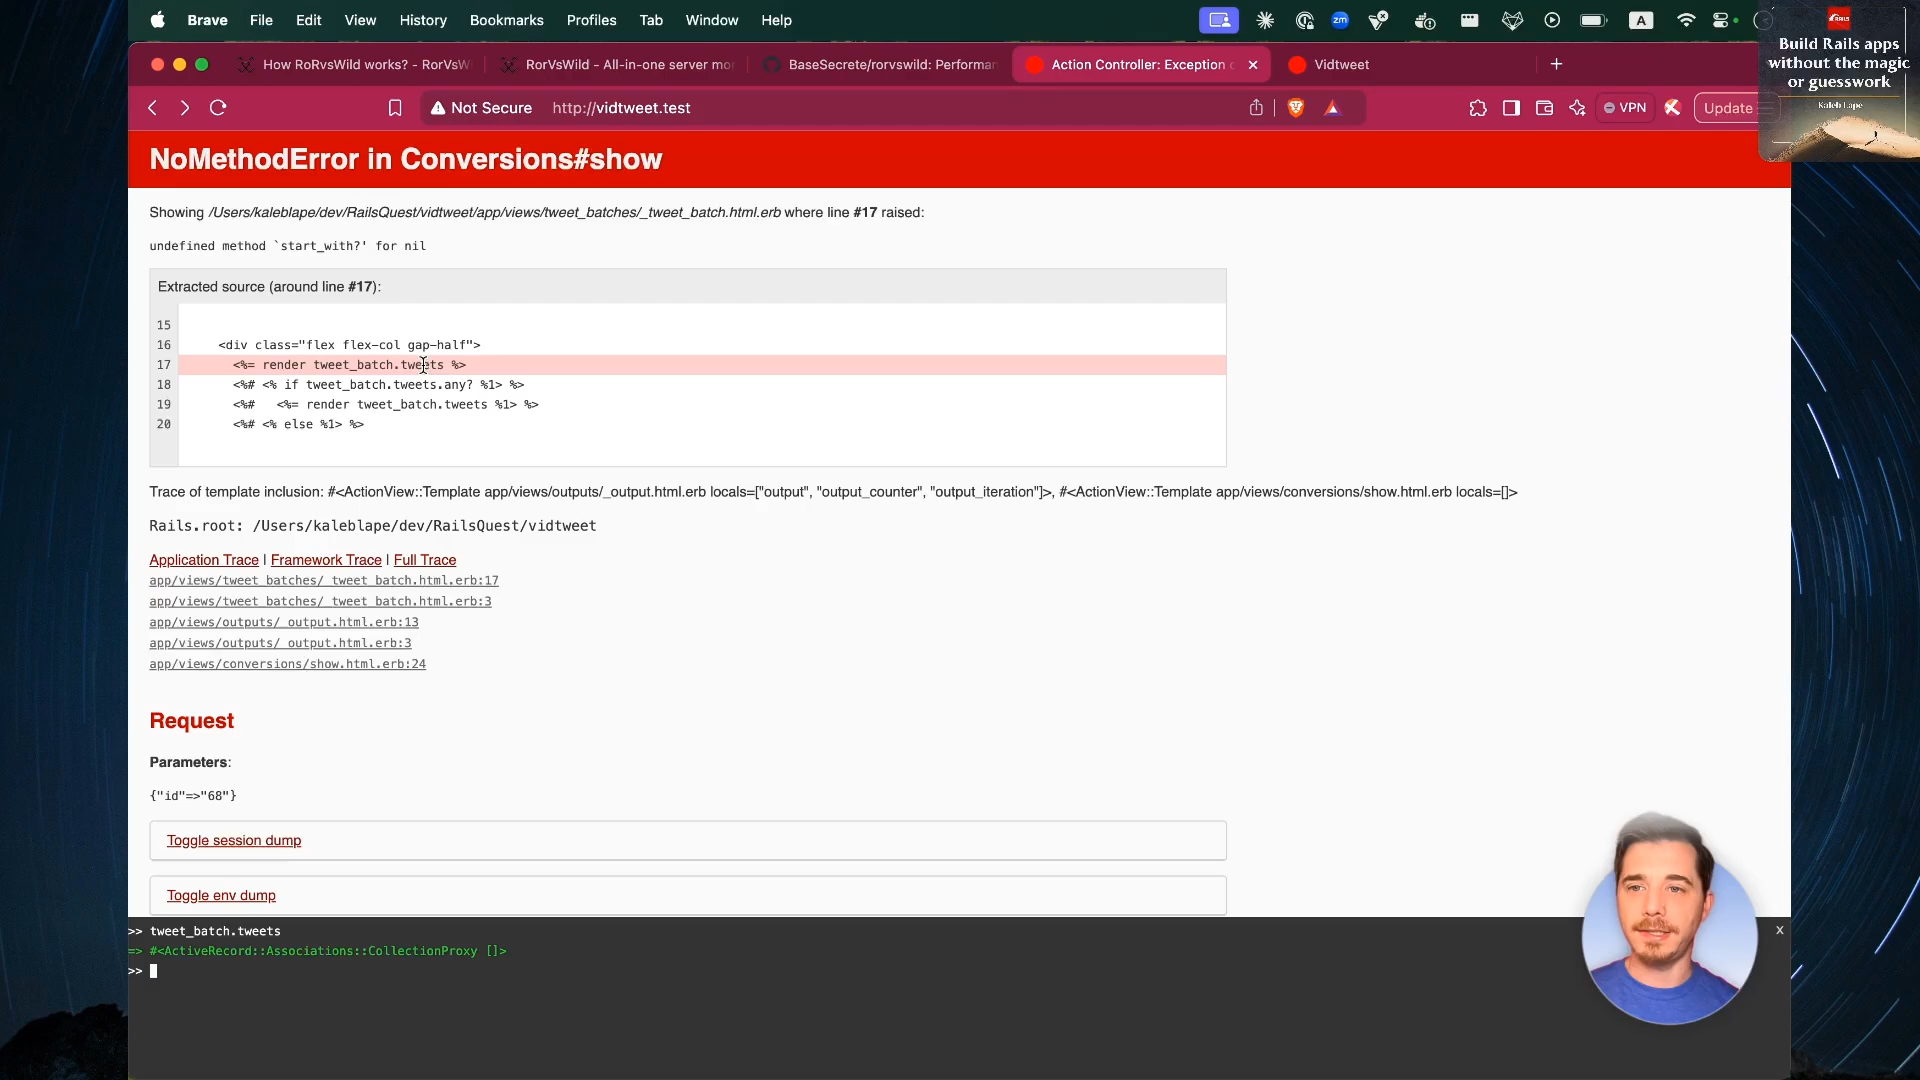 Brave File Edit View History Bookmarks Profiles Tab Window Help
zm
A
RAILS
Build Rails apps
without the magic
or guesswork
Kaleb Lape
How RoRvsWild works? - RorVsW
RorVsWild - All-in-one server mo
BaseSecrete/rorvswild: Performan
Action Controller: Exception
Vidtweet
Not Secure http://vidtweet.test
VPN
Update
NoMethodError in Conversions#show
Showing /Users/kaleblape/dev/RailsQuest/vidtweet/app/views/tweet_batches/_tweet_batch.html.erb where line #17 raised:
undefined method `start_with?' for nil
Extracted source (around line #17):
15
16 <div class="flex flex-col gap-half">
17 <%= render tweet_batch.tweets %>
18 <%# <% if tweet_batch.tweets.any? %1> %>
19 <%# <%= render tweet_batch.tweets %1> %>
20 <%# <% else %1> %>
Trace of template inclusion: #<ActionView::Template app/views/outputs/_output.html.erb locals=["output", "output_counter", "output_iteration"]>, #<ActionView::Template app/views/conversions/show.html.erb locals=[]>
Rails.root: /Users/kaleblape/dev/RailsQuest/vidtweet
Application Trace | Framework Trace | Full Trace
app/views/tweet_batches/_tweet_batch.html.erb:17
app/views/tweet_batches/_tweet_batch.html.erb:3
app/views/outputs/_output.html.erb:13
app/views/outputs/_output.html.erb:3
app/views/conversions/show.html.erb:24
Request
Parameters:
{"id"=>"68"}
Toggle session dump
Toggle env dump
>> tweet_batch.tweets
=> #<ActiveRecord::Associations::CollectionProxy []>
>>
x